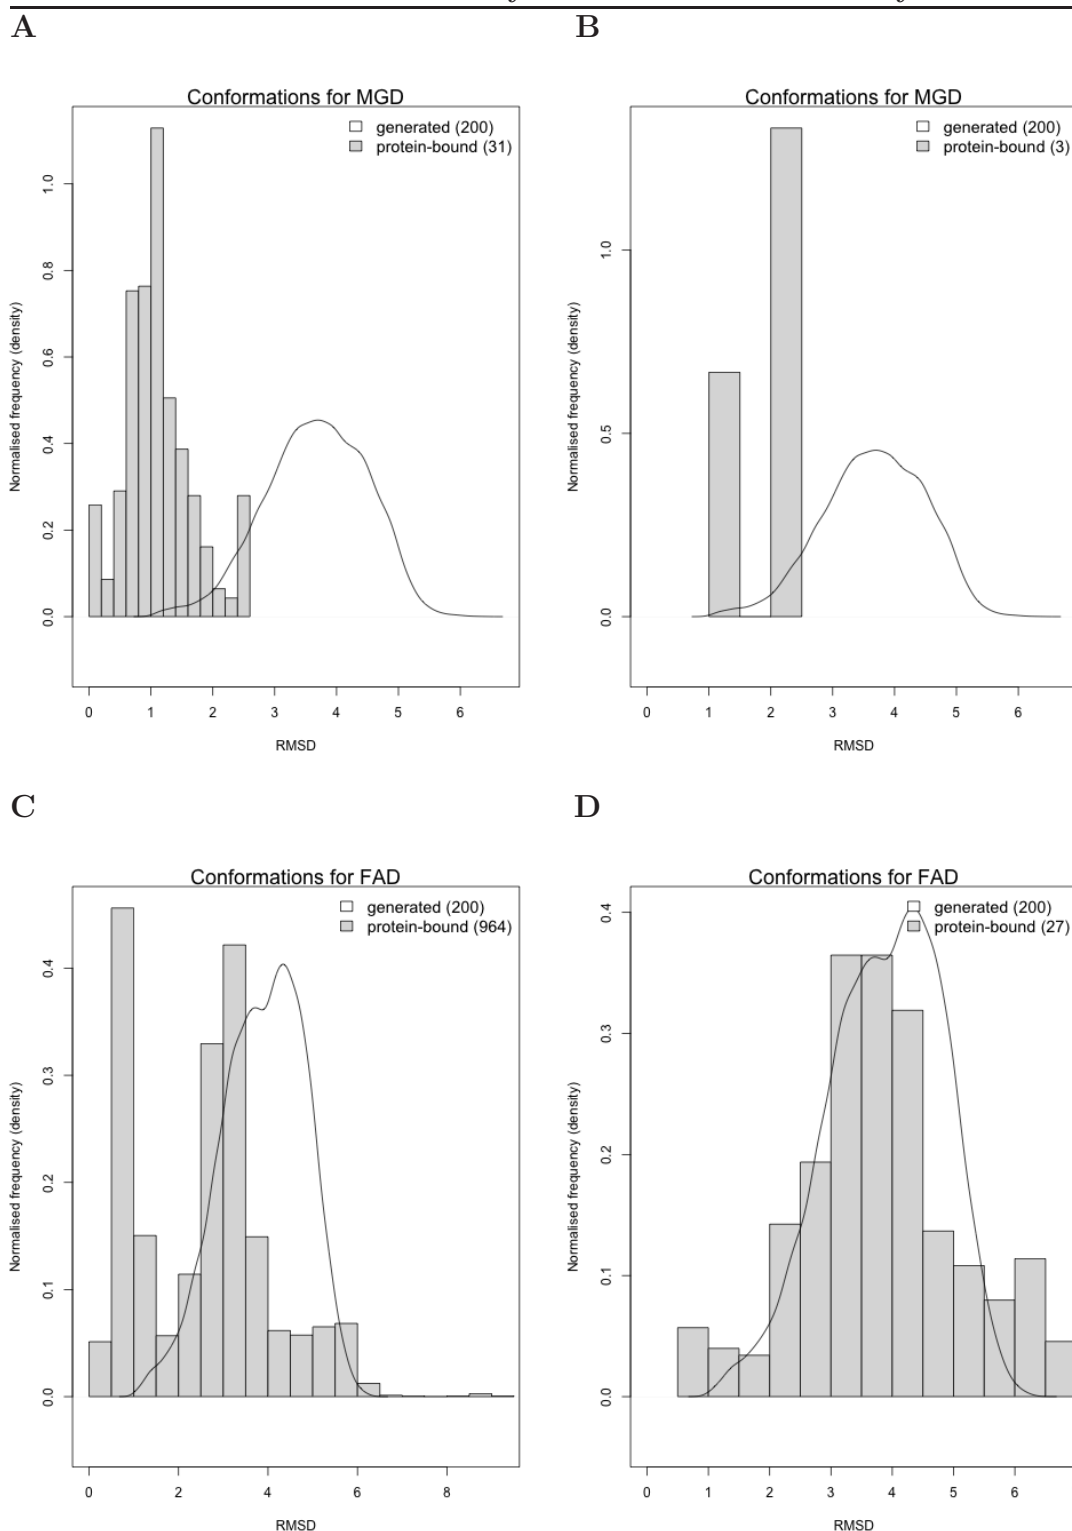 A
B
Conformations for MGD
generated (200)
protein-bound (31)
Normalised frequency (density)
0.0 0.2 0.4 0.6 0.8 1.0
0 1 2 3 4 5 6
RMSD
Conformations for MGD
generated (200)
protein-bound (3)
Normalised frequency (density)
0.0 0.5 1.0
0 1 2 3 4 5 6
RMSD
C
D
Conformations for FAD
generated (200)
protein-bound (964)
Normalised frequency (density)
0.0 0.1 0.2 0.3 0.4
0 2 4 6 8
RMSD
Conformations for FAD
generated (200)
protein-bound (27)
Normalised frequency (density)
0.0 0.1 0.2 0.3 0.4
0 1 2 3 4 5 6
RMSD